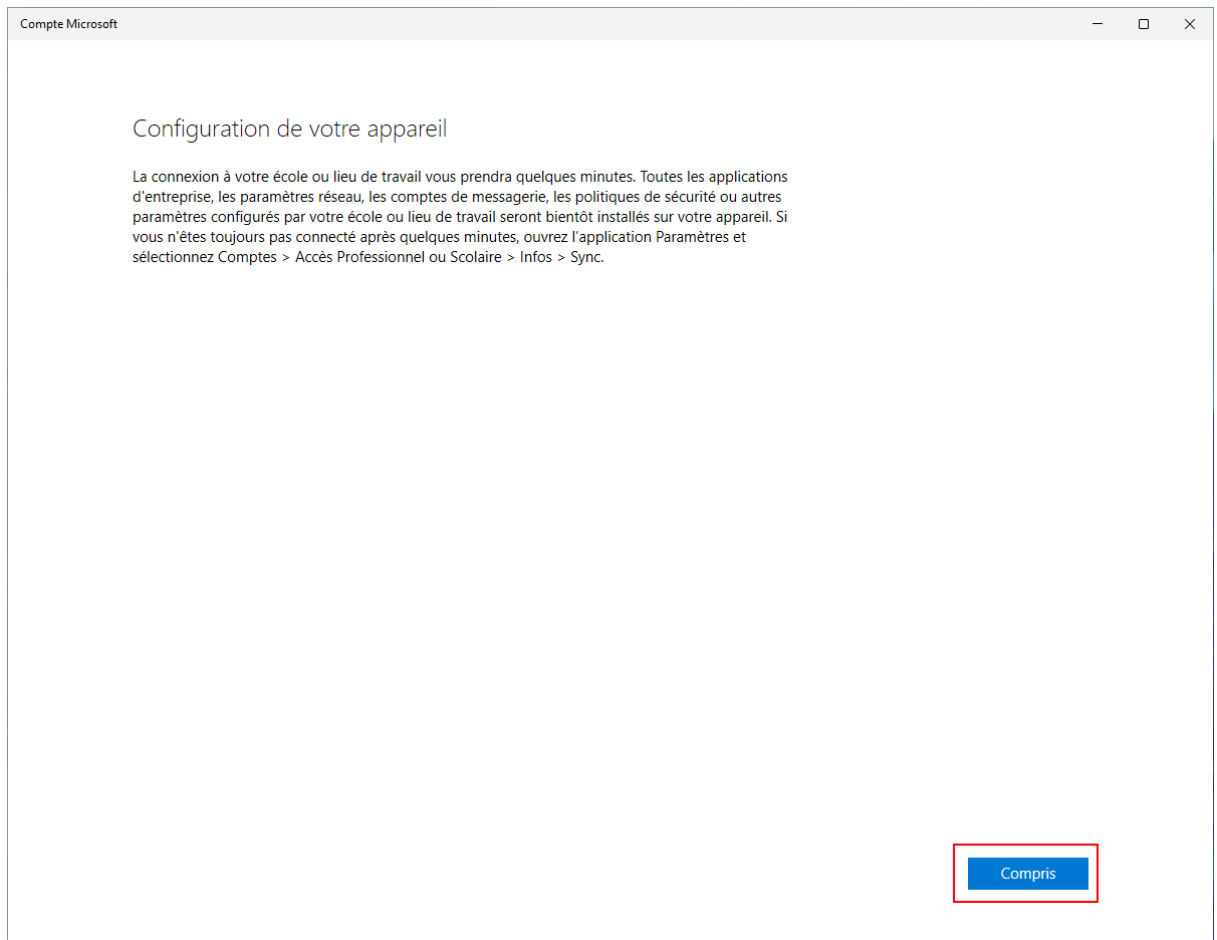 Compte Microsoft
Configuration de votre appareil
La connexion à votre école ou lieu de travail vous prendra quelques minutes. Toutes les applications
d'entreprise, les paramètres réseau, les comptes de messagerie, les politiques de sécurité ou autres
paramètres configurés par votre école ou lieu de travail seront bientôt installés sur votre appareil. Si
vous n'êtes toujours pas connecté après quelques minutes, ouvrez l'application Paramètres et
sélectionnez Comptes > Accès Professionnel ou Scolaire > Infos > Sync.
Compris